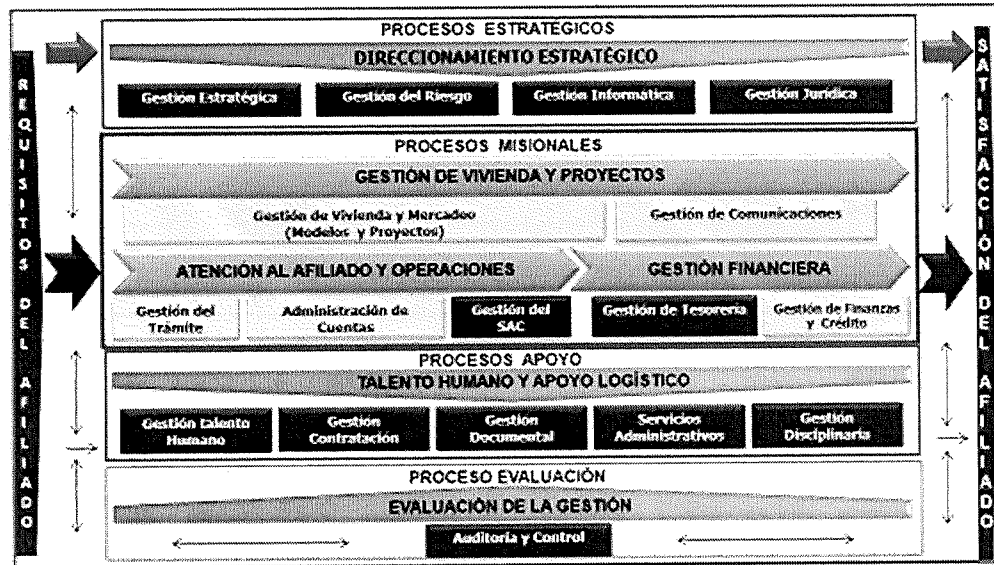 REQUISITOS DEL AFILIADO
PROCESOS ESTRATÉGICOS
DIRECCIONAMIENTO ESTRATÉGICO
Gestión Estratégica
Gestión del Riesgo
Gestión Informática
Gestión Jurídica
PROCESOS MISIONALES
GESTIÓN DE VIVIENDA Y PROYECTOS
Gestión de Vivienda y Mercadeo
(Modelos y Proyectos)
Gestión de Comunicaciones
ATENCIÓN AL AFILIADO Y OPERACIONES
GESTIÓN FINANCIERA
Gestión del
Trámite
Administración de
Cuentas
Gestión del
SAC
Gestión de Tesorería
Gestión de Finanzas
y Crédito
PROCESOS APOYO
TALENTO HUMANO Y APOYO LOGÍSTICO
Gestión talento
Humano
Gestión
Contratación
Gestión
Documental
Servicios
Administrativos
Gestión
Disciplinaria
PROCESO EVALUACIÓN
EVALUACIÓN DE LA GESTIÓN
Auditoria y Control
SATISFACCIÓN DEL AFILIADO